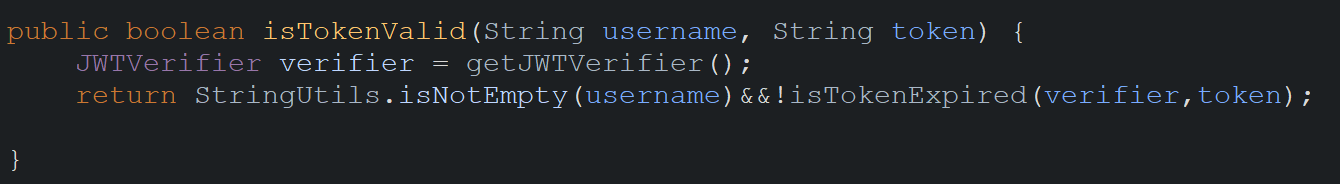 public boolean isTokenValid(String username, String token) {
    JWTVerifier verifier = getJWTVerifier();
    return StringUtils.isNotEmpty(username)&&!isTokenExpired(verifier,token);
}